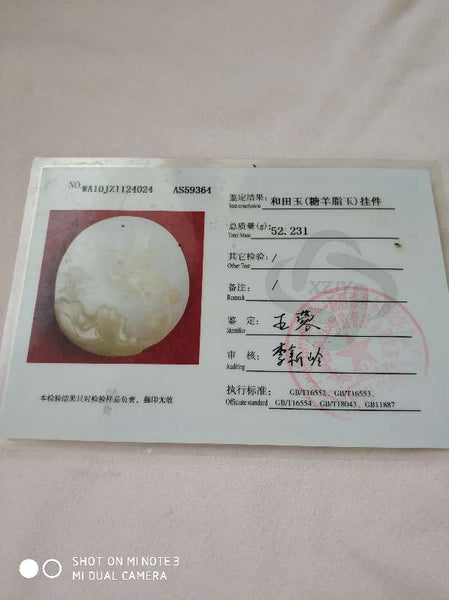 NO. WA10JZ1124024 AS59364
本检验结果只对检验样品负责,翻印无效
鉴定结果: 和田玉(糖羊脂玉)挂件
Test conclusion
总质量(g): 52.231
Total Mass
其它检验: /
Other Test
备注: /
Remark
鉴 定: 王蓉
Identifier
审 核: 李新岭
Auditing
执行标准: GB/T16552、GB/T16553、
Officiate standard GB/T16554、GB/T18043、GB11887
XZJYS
SHOT ON MI NOTE 3
MI DUAL CAMERA